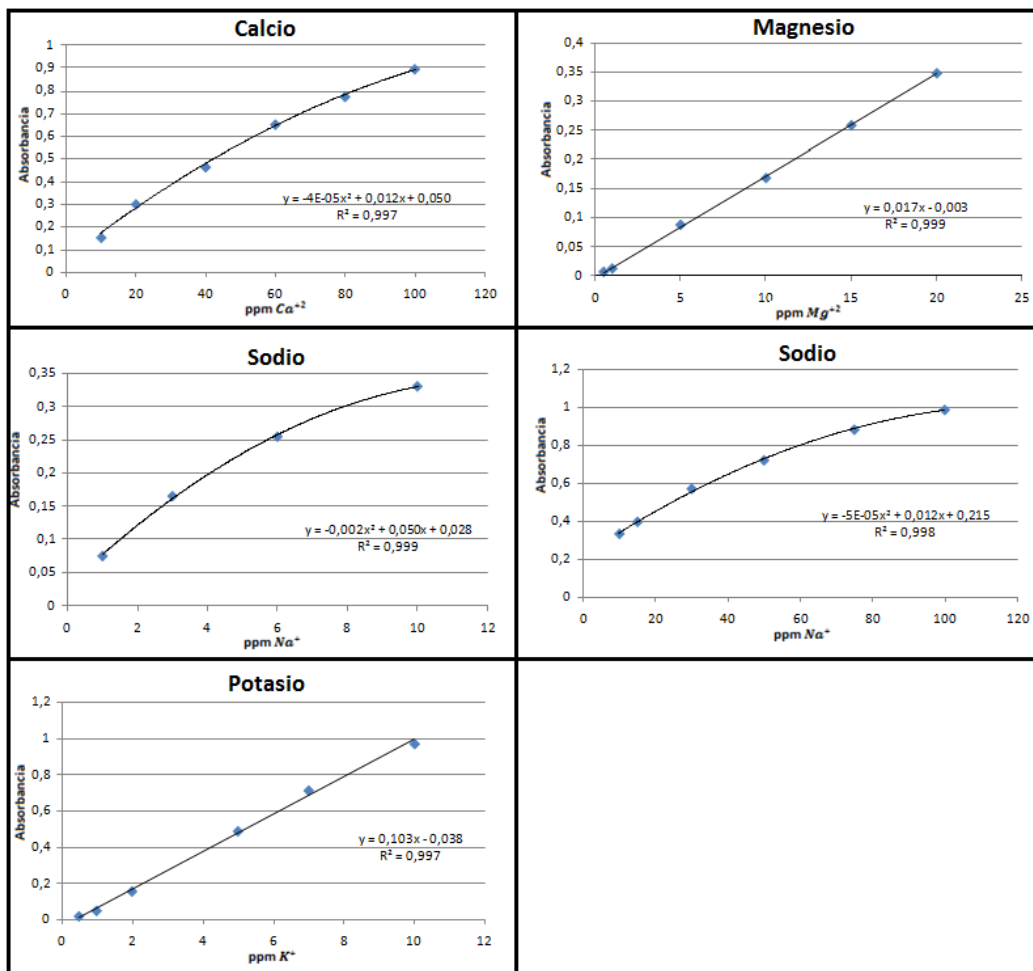 Calcio
Absorbancia
1
0,9
0,8
0,7
0,6
0,5
0,4
0,3
0,2
0,1
0
y = -4E-05x² + 0,012x + 0,050
R² = 0,997
0 20 40 60 80 100 120
ppm Ca⁺²
Magnesio
Absorbancia
0,4
0,35
0,3
0,25
0,2
0,15
0,1
0,05
0
y = 0,017x - 0,003
R² = 0,999
0 5 10 15 20 25
ppm Mg⁺²
Sodio
Absorbancia
0,35
0,3
0,25
0,2
0,15
0,1
0,05
0
y = -0,002x² + 0,050x + 0,028
R² = 0,999
0 2 4 6 8 10 12
ppm Na⁺
Sodio
Absorbancia
1,2
1
0,8
0,6
0,4
0,2
0
y = -5E-05x² + 0,012x + 0,215
R² = 0,998
0 20 40 60 80 100 120
ppm Na⁺
Potasio
Absorbancia
1,2
1
0,8
0,6
0,4
0,2
0
y = 0,103x - 0,038
R² = 0,997
0 2 4 6 8 10 12
ppm K⁺